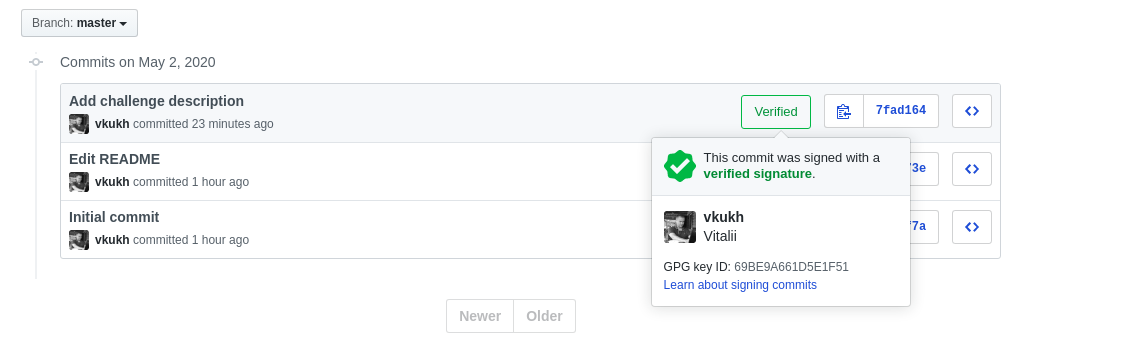 Branch: master
Commits on May 2, 2020
Add challenge description
vkukh committed 23 minutes ago
Verified
7fad164
Edit README
vkukh committed 1 hour ago
3e
Initial commit
vkukh committed 1 hour ago
7a
This commit was signed with a
verified signature.
vkukh
Vitalii
GPG key ID: 69BE9A661D5E1F51
Learn about signing commits
Newer Older